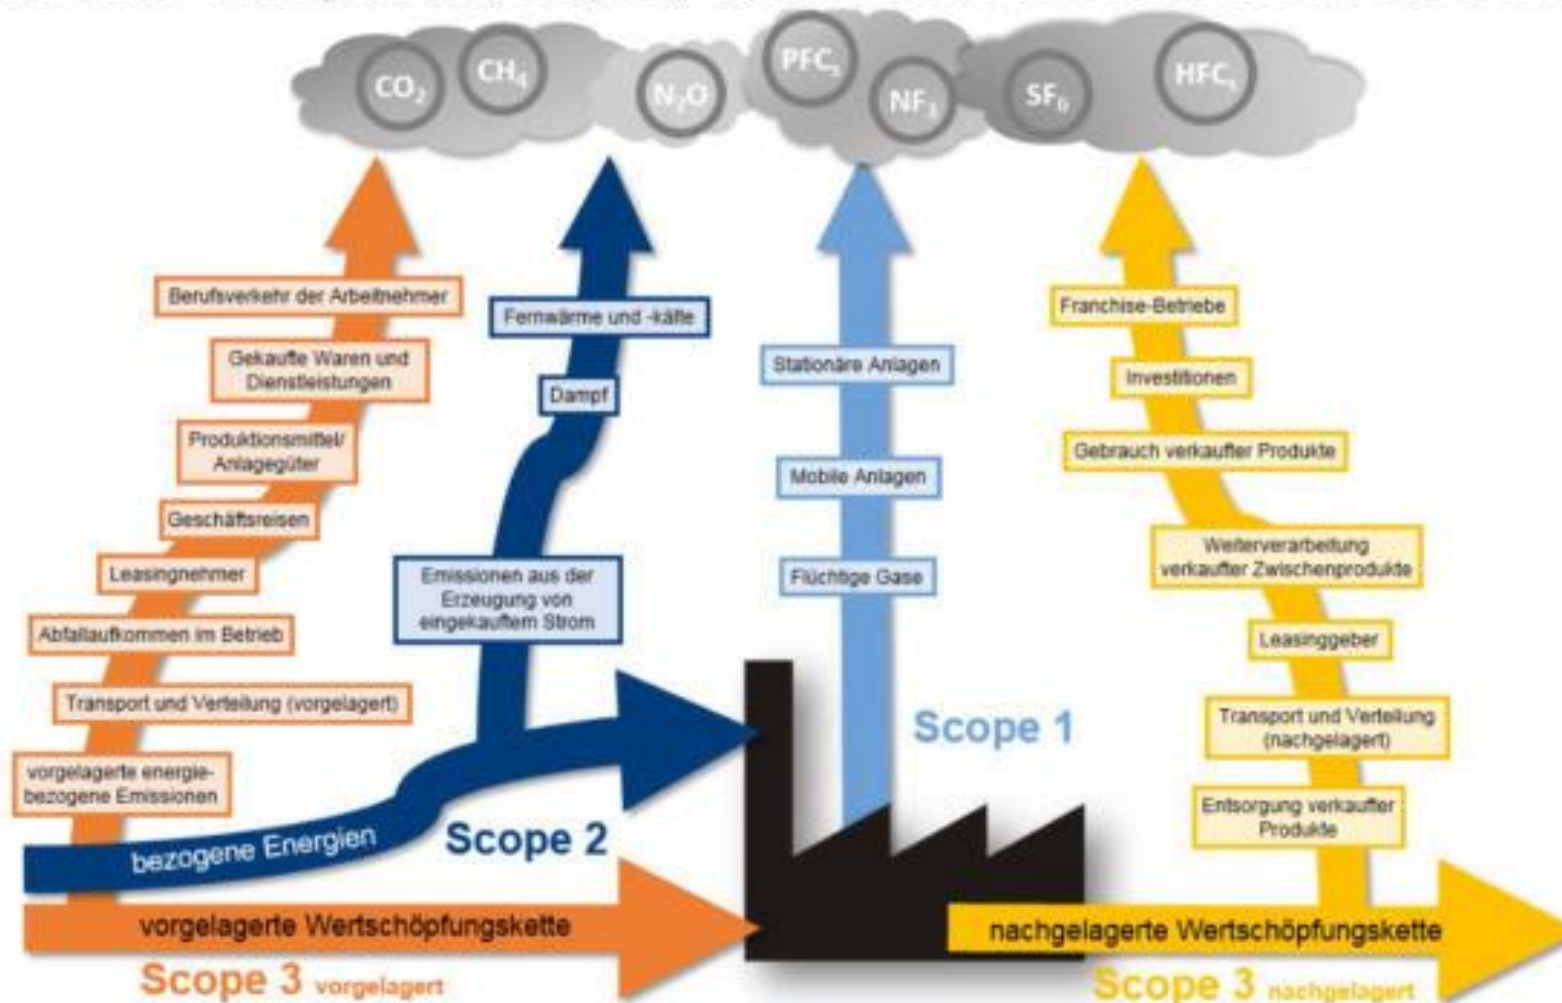 CO₂
CH₄
N₂O
PFCₛ
NF₃
SF₆
HFCₛ
Berufsverkehr der Arbeitnehmer
Gekaufte Waren und
Dienstleistungen
Produktionsmittel/
Anlagegüter
Geschäftsreisen
Leasingnehmer
Abfallaufkommen im Betrieb
Transport und Verteilung (vorgelagert)
vorgelagerte energie-
bezogene Emissionen
Fernwärme und -kälte
Dampf
Emissionen aus der
Erzeugung von
eingekauftem Strom
bezogene Energien
Scope 2
Stationäre Anlagen
Mobile Anlagen
Flüchtige Gase
Scope 1
Franchise-Betriebe
Investitionen
Gebrauch verkaufter Produkte
Weiterverarbeitung
verkaufter Zwischenprodukte
Leasinggeber
Transport und Verteilung
(nachgelagert)
Entsorgung verkaufter
Produkte
vorgelagerte Wertschöpfungskette
Scope 3 vorgelagert
nachgelagerte Wertschöpfungskette
Scope 3 nachgelagert